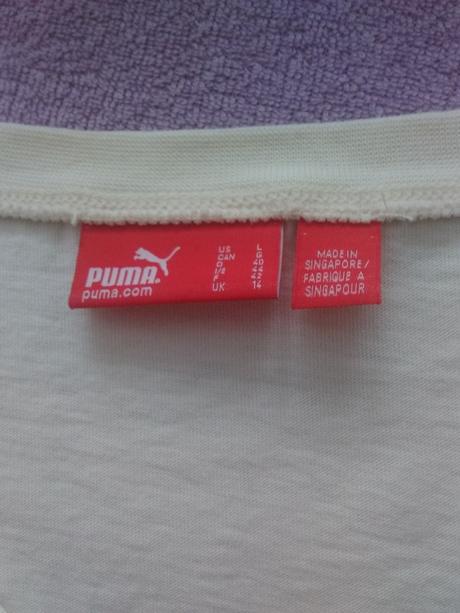 PUMA
puma.com
US L
CAN G
D
I/E
F
UK 14
MADE IN
SINGAPORE/
FABRIQUE A
SINGAPOUR